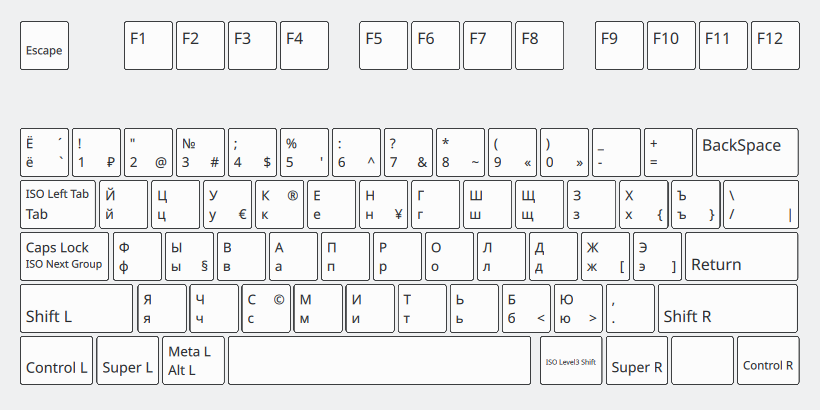 Escape F1 F2 F3 F4 F5 F6 F7 F8 F9 F10 F11 F12
Ё ´ ! " № ; % : ? * ( ) _ + BackSpace
ё ` 1 ₽ 2 @ 3 # 4 $ 5 ' 6 ^ 7 & 8 ~ 9 « 0 » - =
ISO Left Tab Й Ц У К ® Е Н Г Ш Щ З Х Ъ \
Tab й ц у € к е н ¥ г ш щ з х { ъ } / |
Caps Lock Ф Ы В А П Р О Л Д Ж Э
ISO Next Group ф ы § в а п р о л д ж [ э ] Return
Я Ч С © М И Т Ь Б Ю ,
Shift L я ч с м и т ь б < ю > . Shift R
Meta L
Control L Super L Alt L ISO Level3 Shift Super R Control R